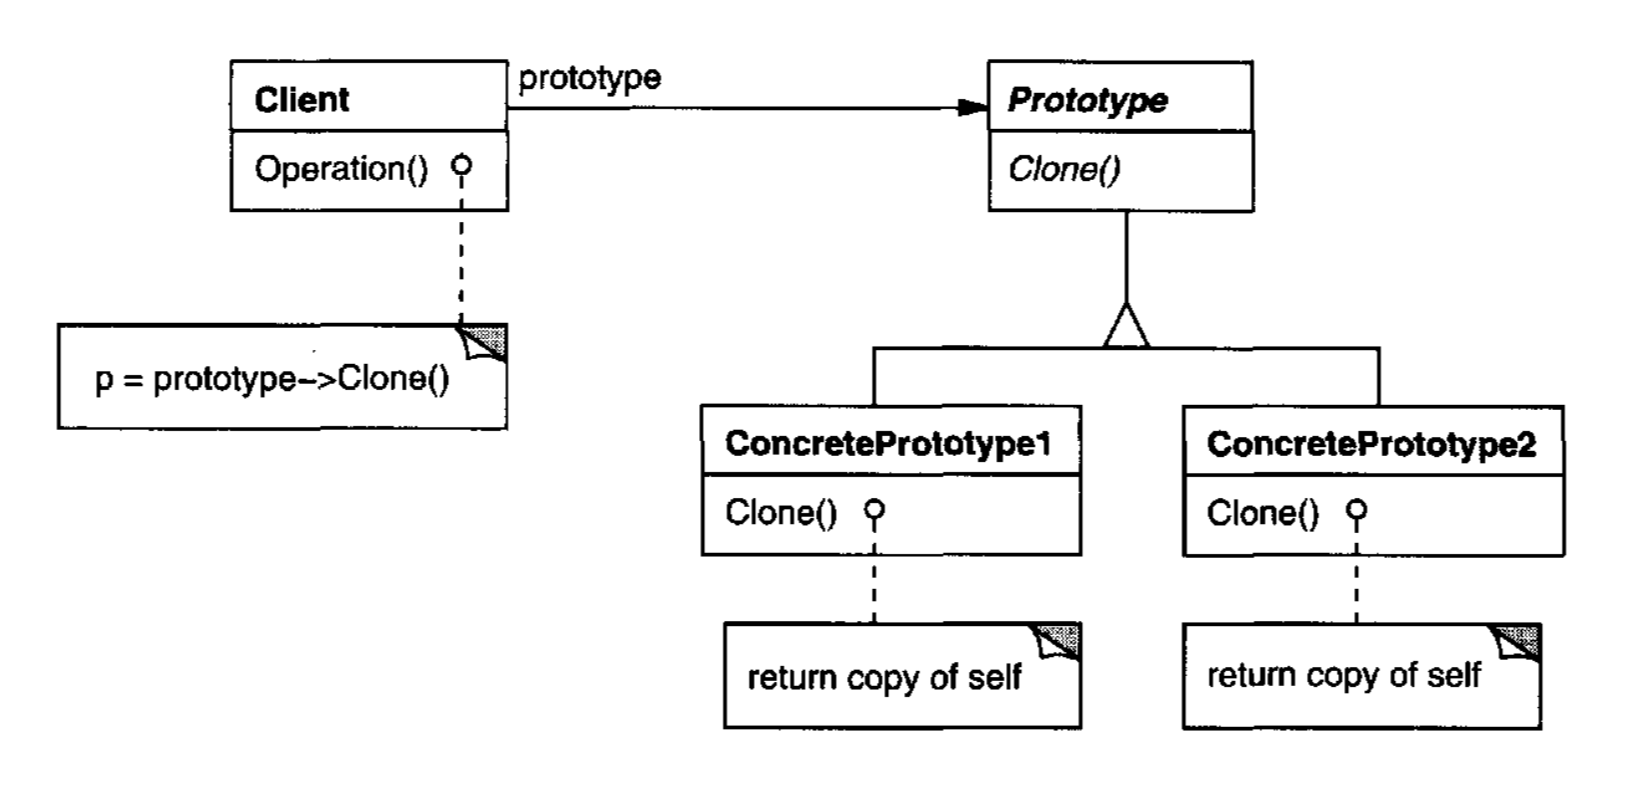 Client
prototype
Prototype
Operation()
Clone()
p = prototype->Clone()
ConcretePrototype1
ConcretePrototype2
Clone()
Clone()
return copy of self
return copy of self